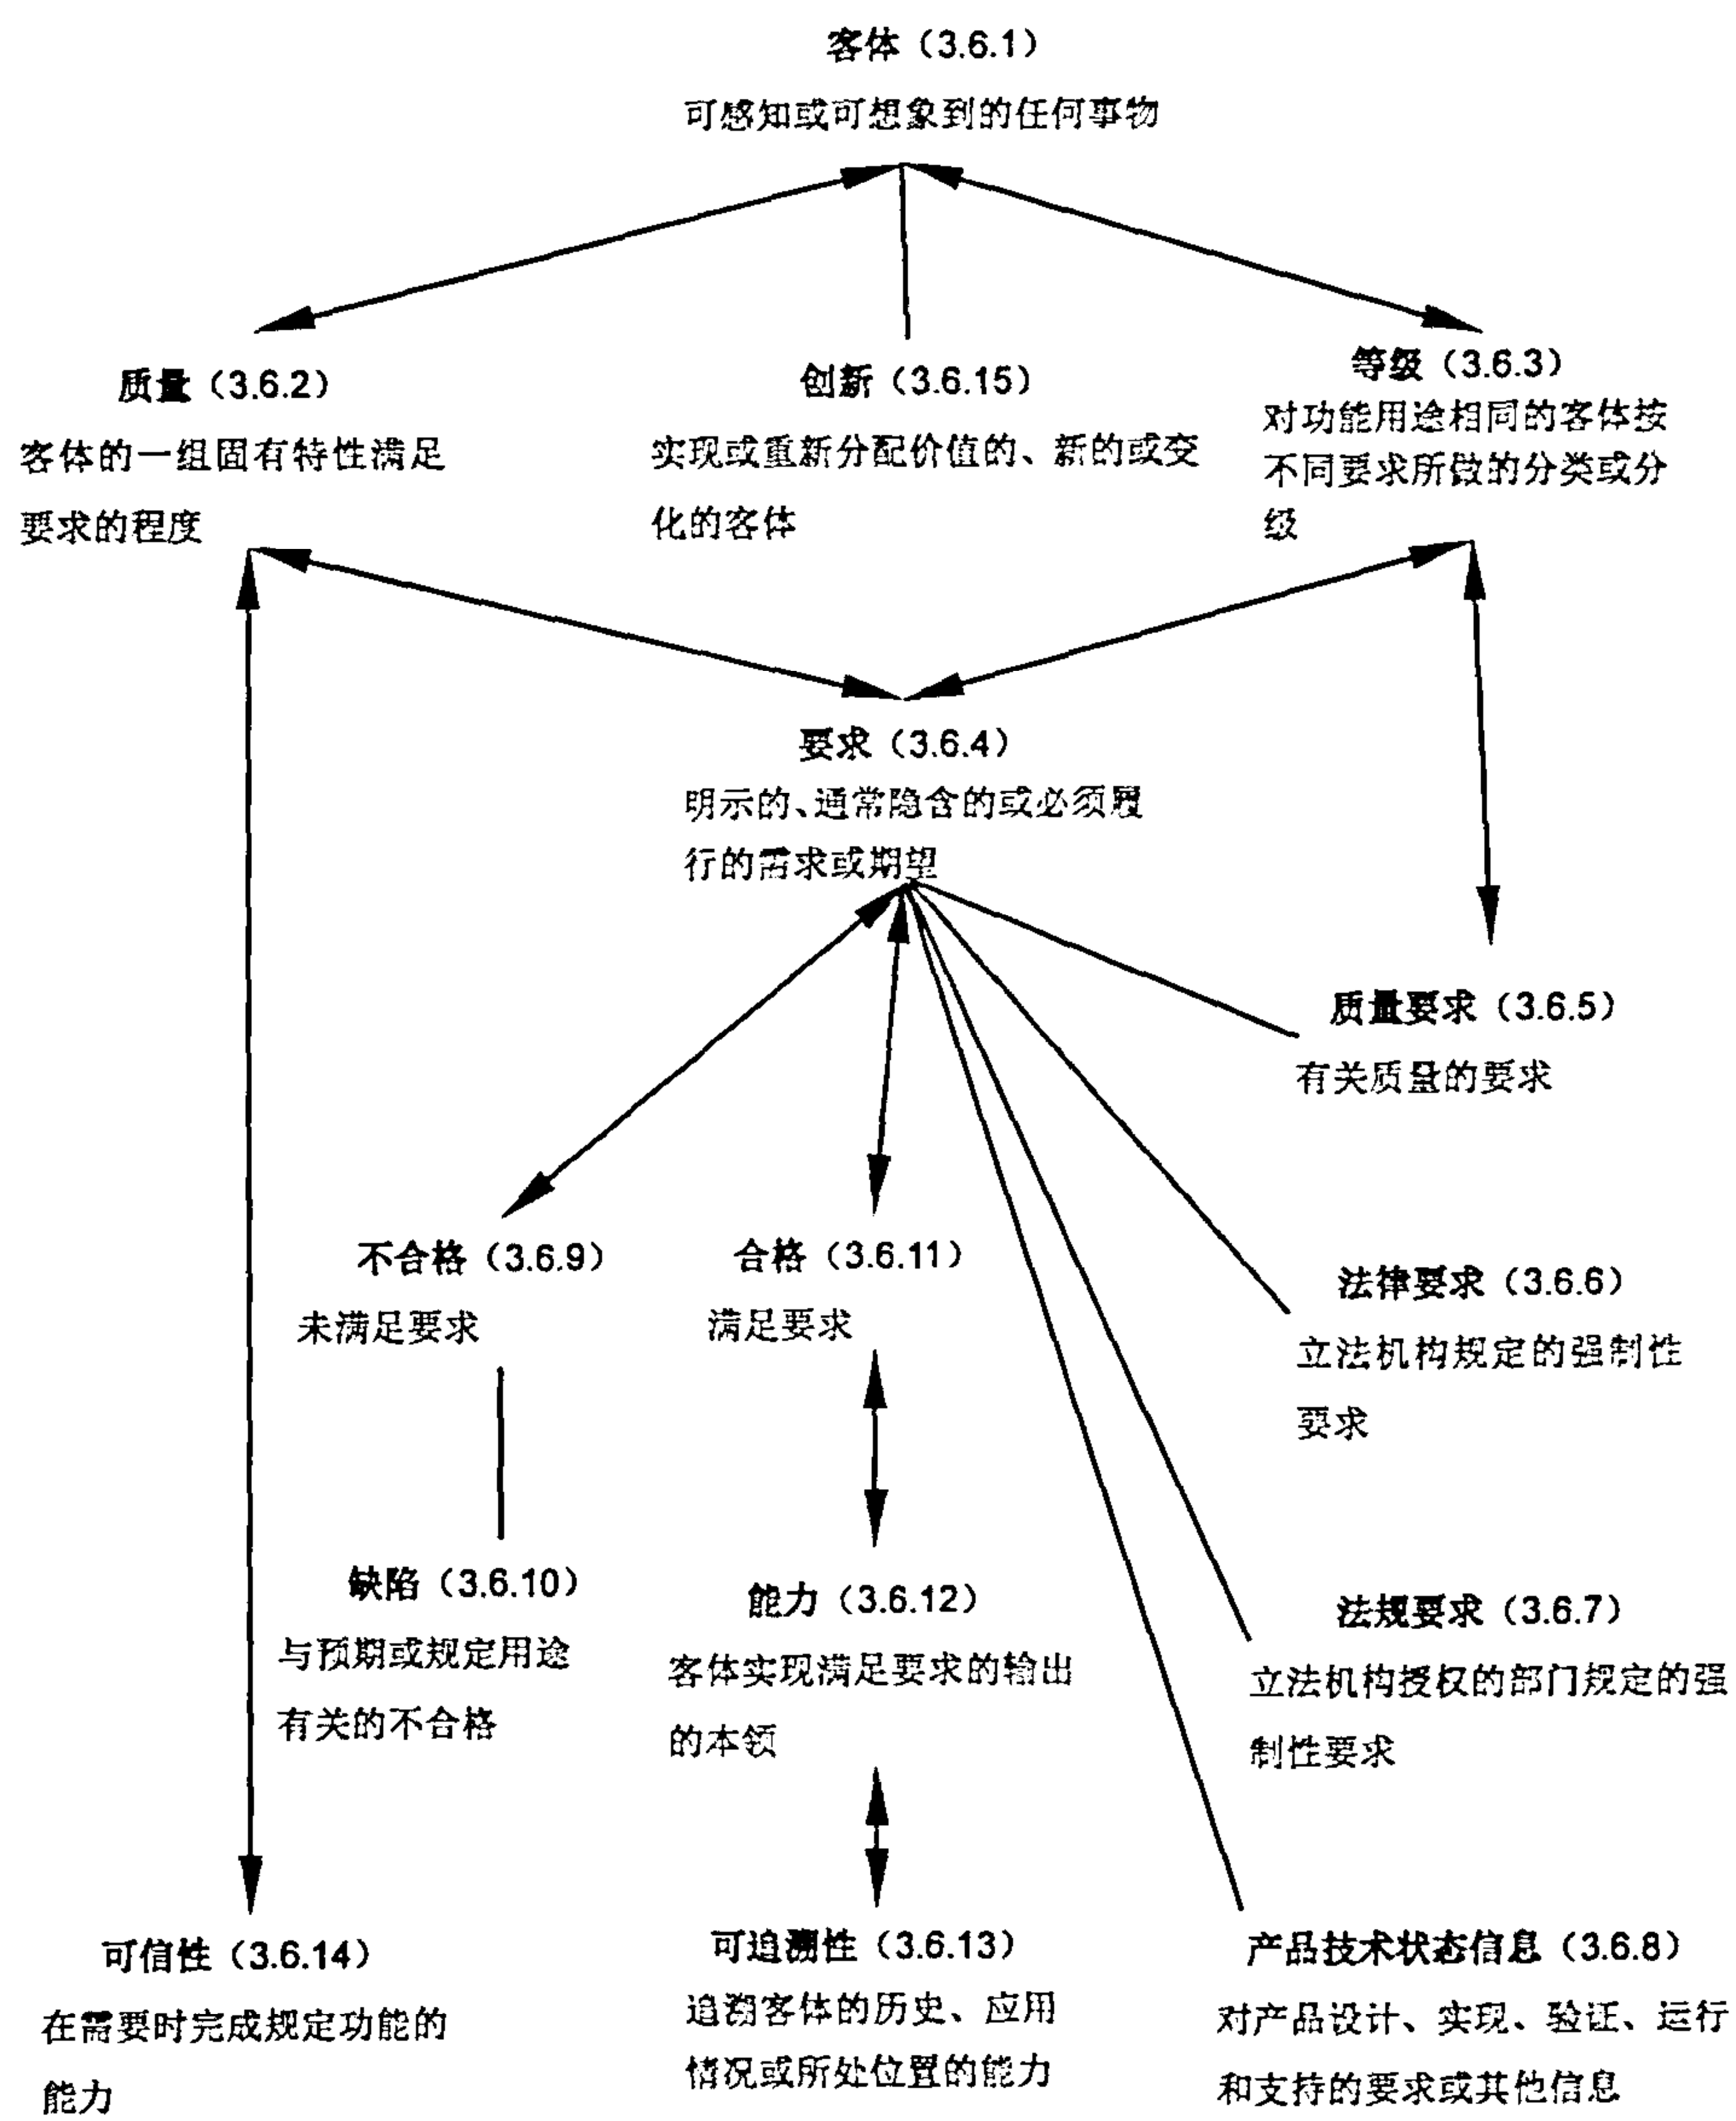 客体（3.6.1）
可感知或可想象到的任何事物
质量（3.6.2）
客体的一组固有特性满足
要求的程度
创新（3.6.15）
实现或重新分配价值的、新的或变
化的客体
等级（3.6.3）
对功能用途相同的客体按
不同要求所做的分类或分
级
要求（3.6.4）
明示的、通常隐含的或必须履
行的需求或期望
质量要求（3.6.5）
有关质量的要求
不合格（3.6.9）
未满足要求
合格（3.6.11）
满足要求
法律要求（3.6.6）
立法机构规定的强制性
要求
缺陷（3.6.10）
与预期或规定用途
有关的不合格
能力（3.6.12）
客体实现满足要求的输出
的本领
法规要求（3.6.7）
立法机构授权的部门规定的强
制性要求
可信性（3.6.14）
在需要时完成规定功能的
能力
可追溯性（3.6.13）
追溯客体的历史、应用
情况或所处位置的能力
产品技术状态信息（3.6.8）
对产品设计、实现、验证、运行
和支持的要求或其他信息